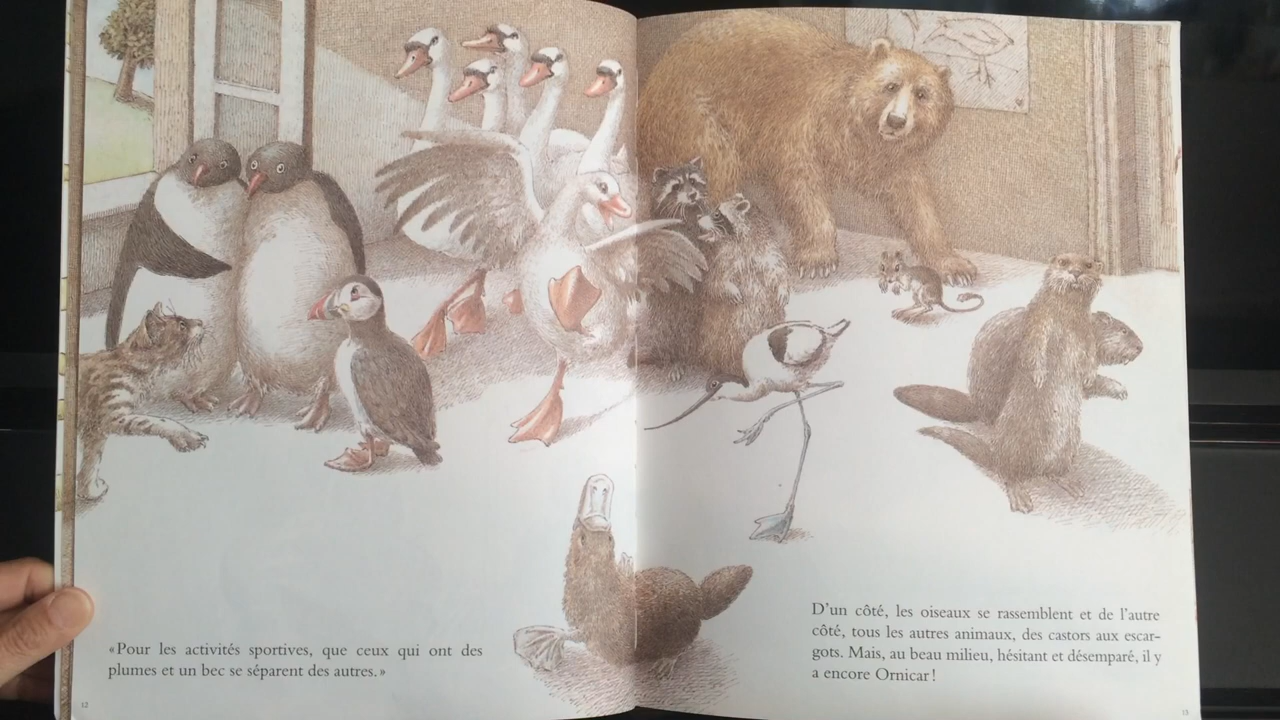 «Pour les activités sportives, que ceux qui ont des
plumes et un bec se séparent des autres.»
12
D'un côté, les oiseaux se rassemblent et de l'autre
côté, tous les autres animaux, des castors aux escar-
gots. Mais, au beau milieu, hésitant et désemparé, il y
a encore Ornicar!